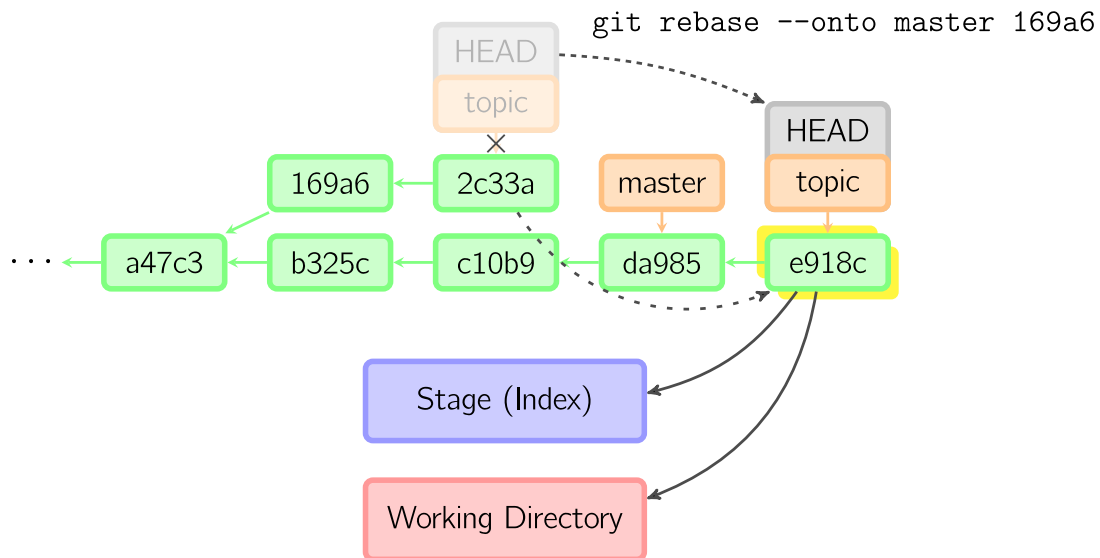 git rebase --onto master 169a6
HEAD
topic
HEAD
169a6
2c33a
master
topic
...
a47c3
b325c
c10b9
da985
e918c
Stage (Index)
Working Directory